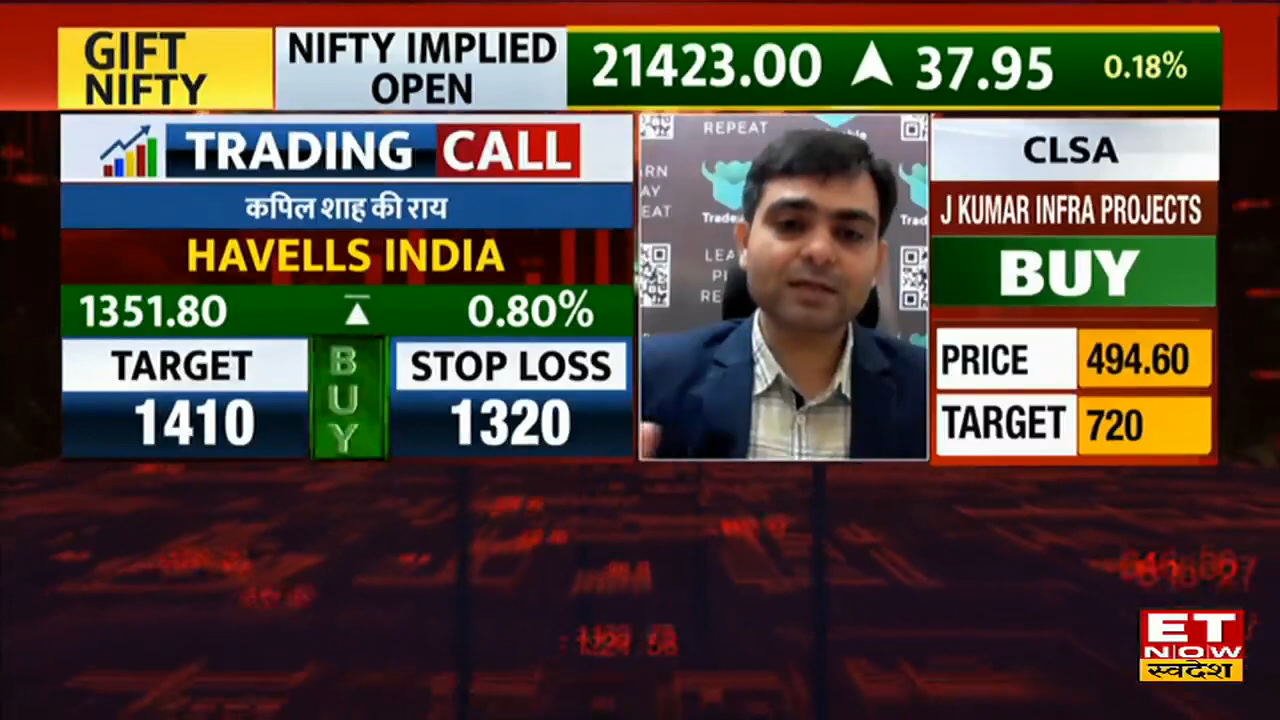 GIFT
NIFTY
NIFTY IMPLIED
OPEN
21423.00 ▲ 37.95 0.18%
TRADING CALL
कपिल शाह की राय
HAVELLS INDIA
1351.80 0.80%
TARGET
1410
BUY
STOP LOSS
1320
REPEAT
Trade
CLSA
J KUMAR INFRA PROJECTS
BUY
PRICE 494.60
TARGET 720
ET
NOW
स्वदेश